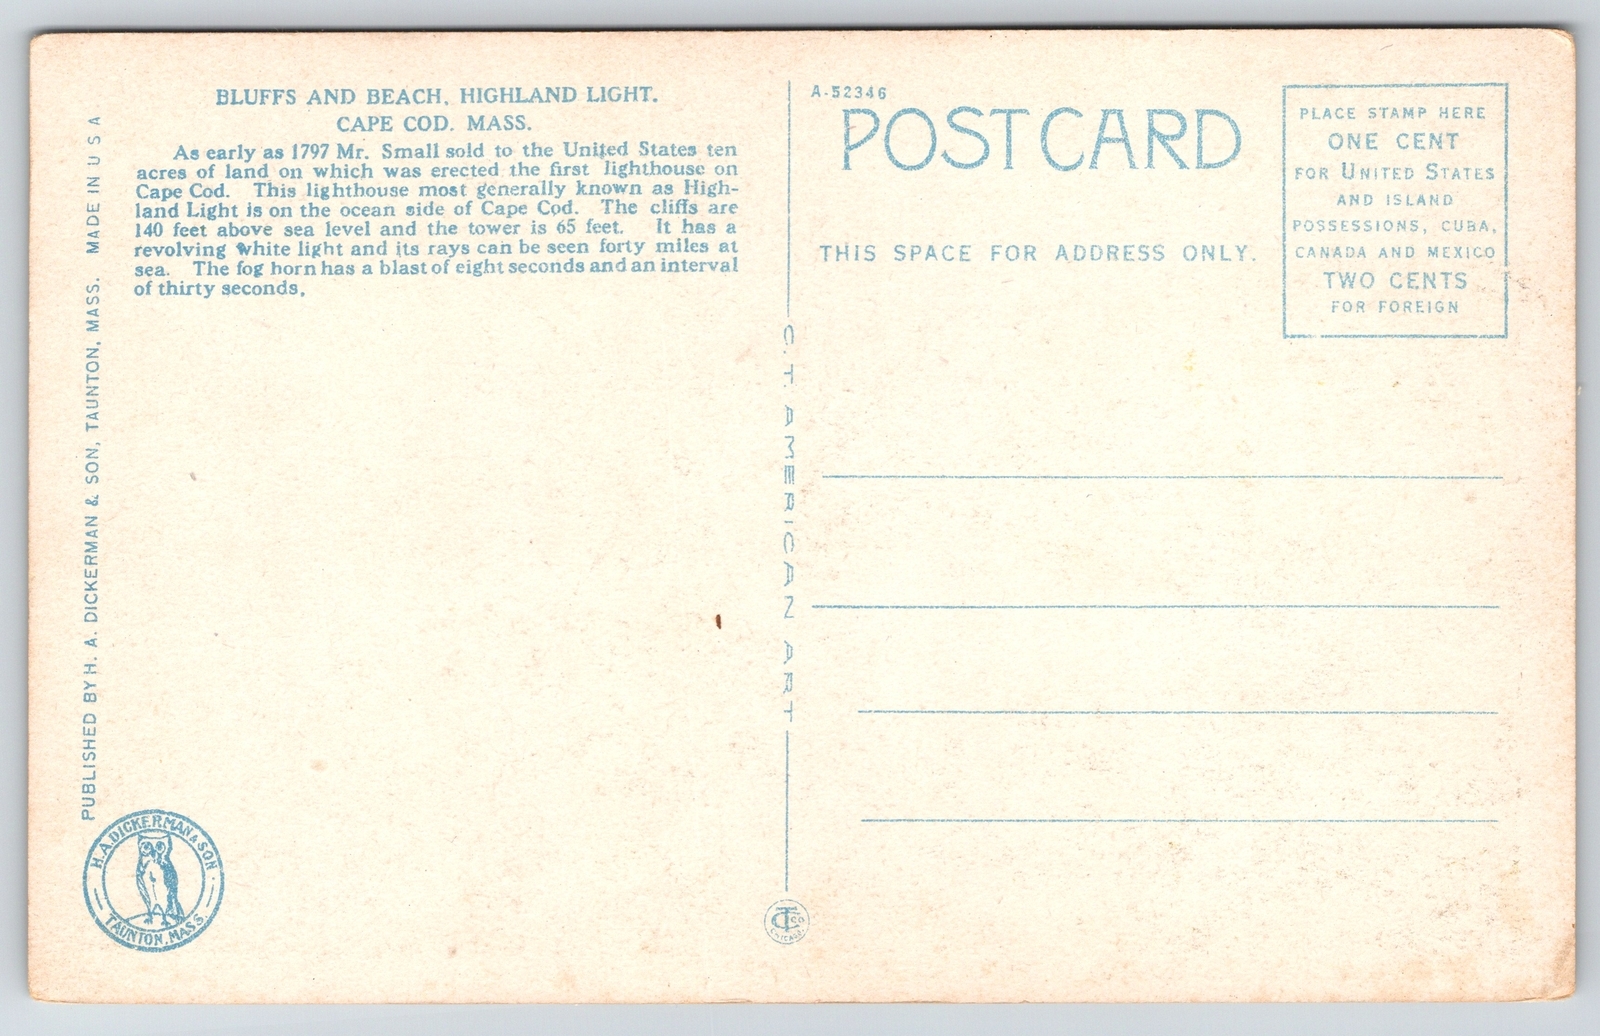 BLUFFS AND BEACH, HIGHLAND LIGHT.
CAPE COD. MASS.
As early as 1797 Mr. Small sold to the United States ten
acres of land on which was erected the first lighthouse on
Cape Cod. This lighthouse most generally known as High-
land Light is on the ocean side of Cape Cod. The cliffs are
140 feet above sea level and the tower is 65 feet. It has a
revolving white light and its rays can be seen forty miles at
sea. The fog horn has a blast of eight seconds and an interval
of thirty seconds,
PUBLISHED BY H. A. DICKERMAN & SON, TAUNTON, MASS. MADE IN U S A
H.A. DICKERMAN & SON
TAUNTON, MASS.
C. T. AMERICAN ART
CT CO
CHICAGO.
A-52346
POST CARD
THIS SPACE FOR ADDRESS ONLY.
PLACE STAMP HERE
ONE CENT
FOR UNITED STATES
AND ISLAND
POSSESSIONS, CUBA,
CANADA AND MEXICO
TWO CENTS
FOR FOREIGN